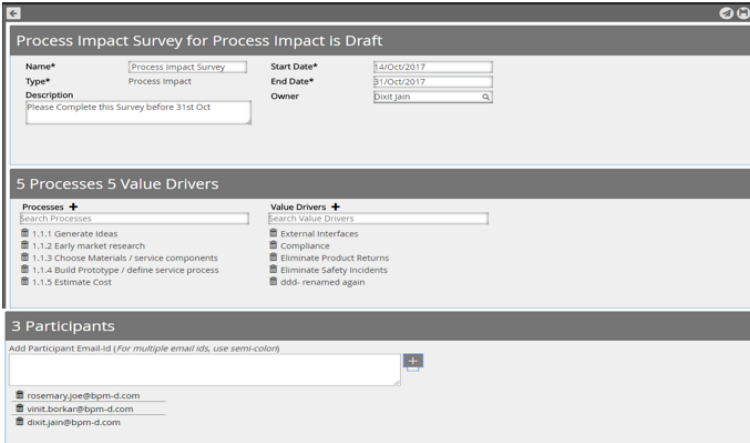 Process Impact Survey for Process Impact is Draft
Name* Process Impact Survey Start Date* 14/Oct/2017
Type* Process Impact End Date* 31/Oct/2017
Description Owner Dixit Jain
Please Complete this Survey before 31st Oct
5 Processes 5 Value Drivers
Processes + Value Drivers +
Search Processes Search Value Drivers
1.1.1 Generate Ideas External Interfaces
1.1.2 Early market research Compliance
1.1.3 Choose Materials / service components Eliminate Product Returns
1.1.4 Build Prototype / define service process Eliminate Safety Incidents
1.1.5 Estimate Cost ddd- renamed again
3 Participants
Add Participant Email-Id (For multiple email ids, use semi-colon)
+
rosemary.joe@bpm-d.com
vinit.borkar@bpm-d.com
dixit.jain@bpm-d.com